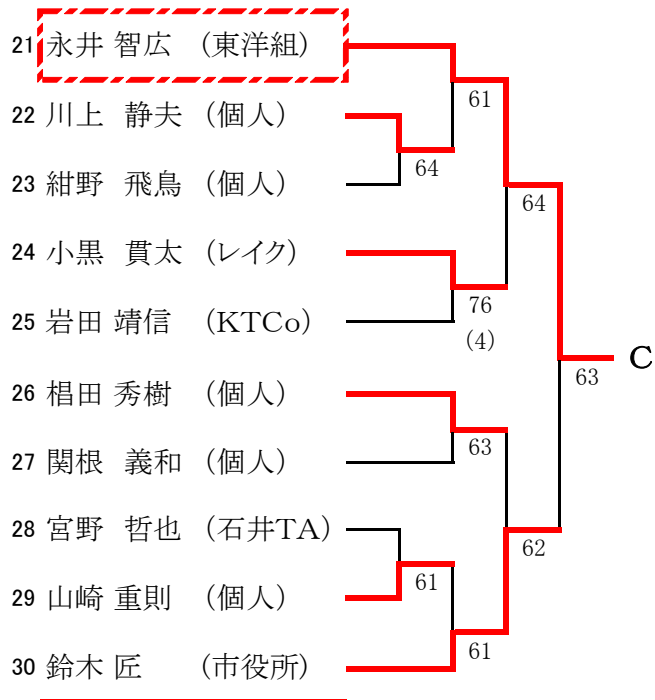 21 永井 智広 (東洋組)
61
22 川上 静夫 (個人)
64
23 紺野 飛鳥 (個人)
64
24 小黒 貫太 (レイク)
76
(4)
25 岩田 靖信 (KTCo)
63 C
26 椙田 秀樹 (個人)
63
27 関根 義和 (個人)
28 宮野 哲也 (石井TA)
62
61
29 山崎 重則 (個人)
61
30 鈴木 匠 (市役所)